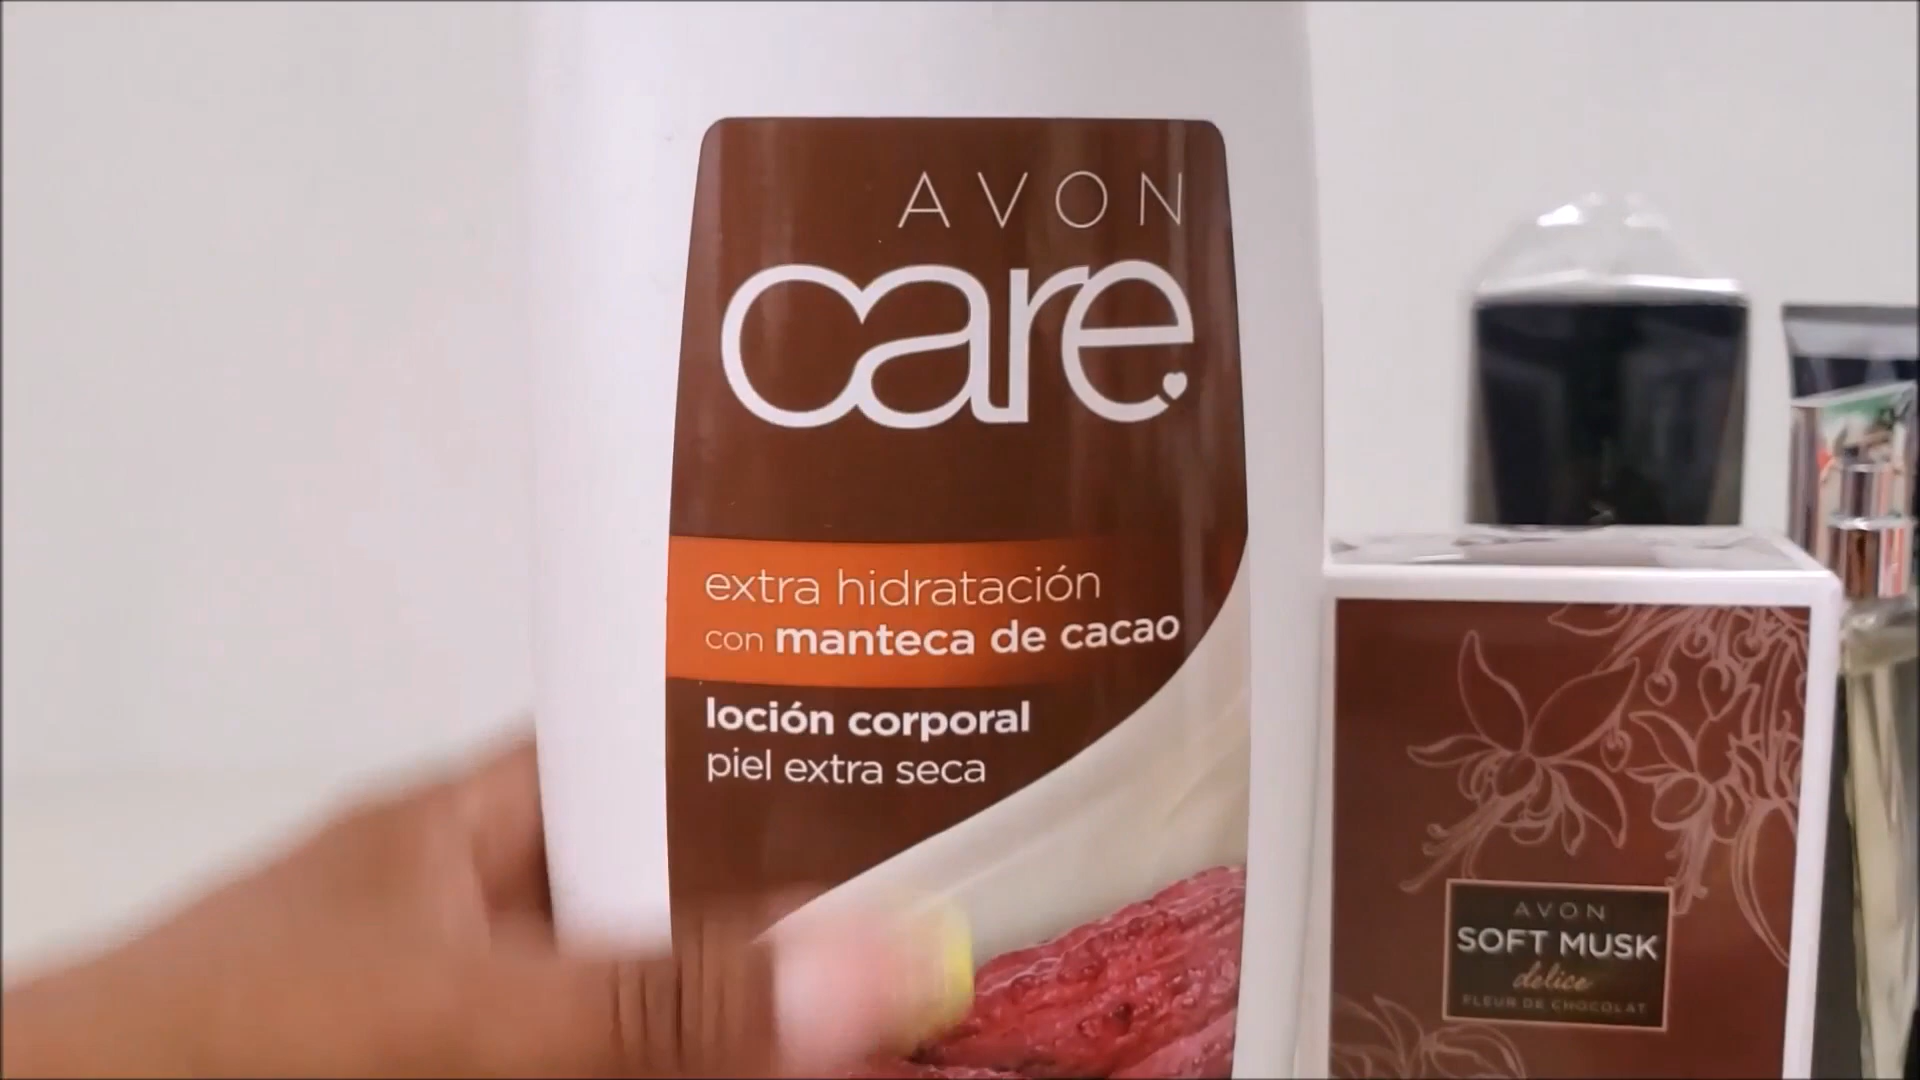 AVON
care
extra hidratación
con manteca de cacao
loción corporal
piel extra seca
AVON
SOFT MUSK
delice
FLEUR DE CHOCOLAT